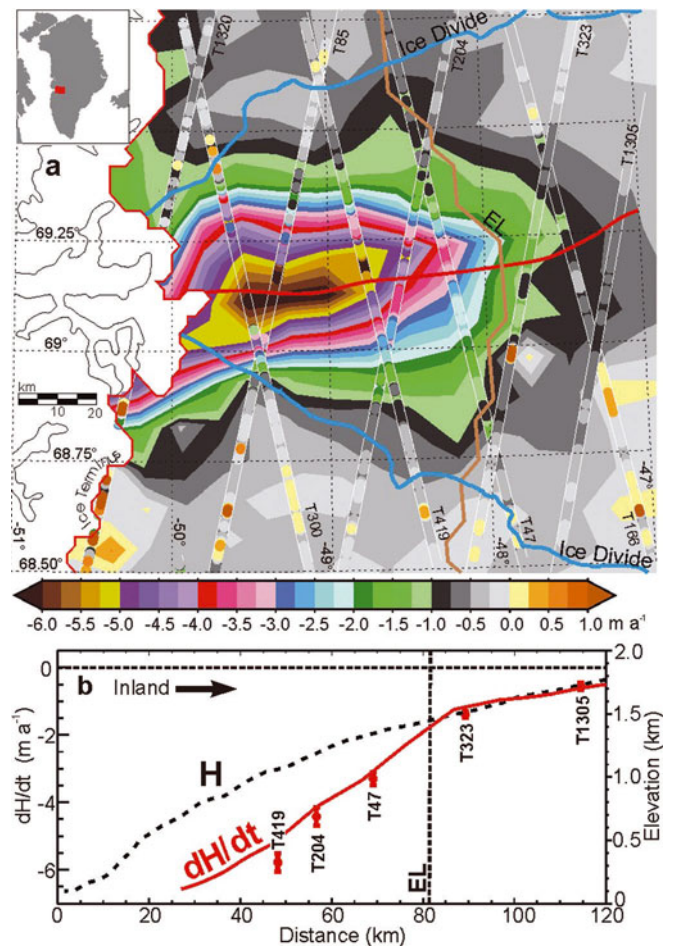 T1320
T85
Ice Divide
T204
T323
T1305
a
EL
69.25°
69°
km
10 20
68.75°
Ice Terminus
-47°
68.50°
-51°
-50°
T300
-49°
T419
-48°
T47
T166
Ice Divide
-6.0 -5.5 -5.0 -4.5 -4.0 -3.5 -3.0 -2.5 -2.0 -1.5 -1.0 -0.5 0.0 0.5 1.0 m a⁻¹
b Inland
dH/dt (m a⁻¹)
0
-2
-4
-6
2.0
1.5
1.0
0.5
0
Elevation (km)
H
dH/dt
T419
T204
T47
EL
T323
T1305
0 20 40 60 80 100 120
Distance (km)